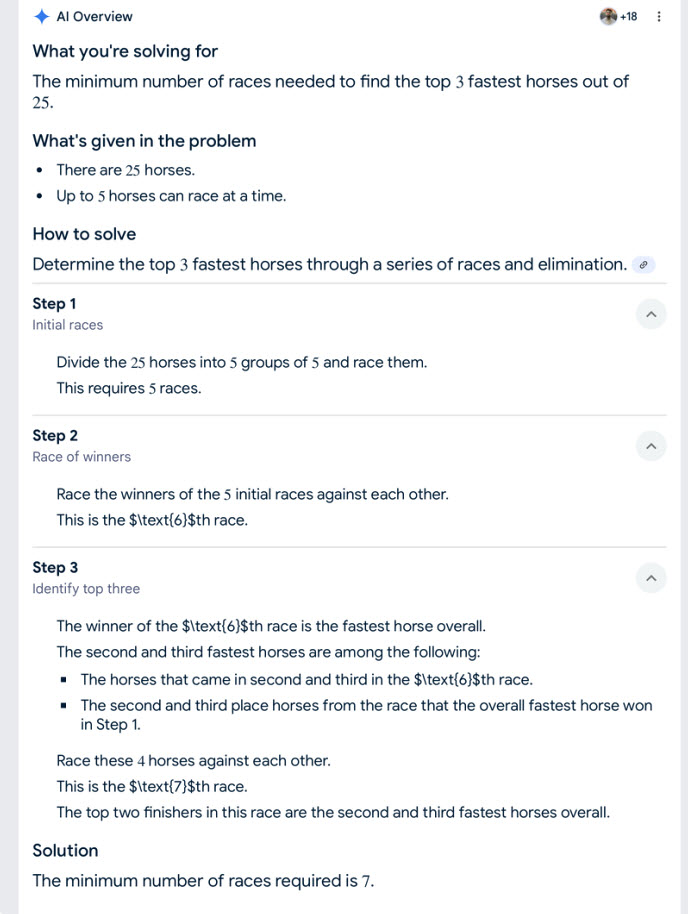 AI Overview
+18
What you're solving for
The minimum number of races needed to find the top 3 fastest horses out of
25.
What's given in the problem
• There are 25 horses.
• Up to 5 horses can race at a time.
How to solve
Determine the top 3 fastest horses through a series of races and elimination.
Step 1
Initial races
Divide the 25 horses into 5 groups of 5 and race them.
This requires 5 races.
Step 2
Race of winners
Race the winners of the 5 initial races against each other.
This is the $\text{6}$th race.
Step 3
Identify top three
The winner of the $\text{6}$th race is the fastest horse overall.
The second and third fastest horses are among the following:
▪ The horses that came in second and third in the $\text{6}$th race.
▪ The second and third place horses from the race that the overall fastest horse won
in Step 1.
Race these 4 horses against each other.
This is the $\text{7}$th race.
The top two finishers in this race are the second and third fastest horses overall.
Solution
The minimum number of races required is 7.